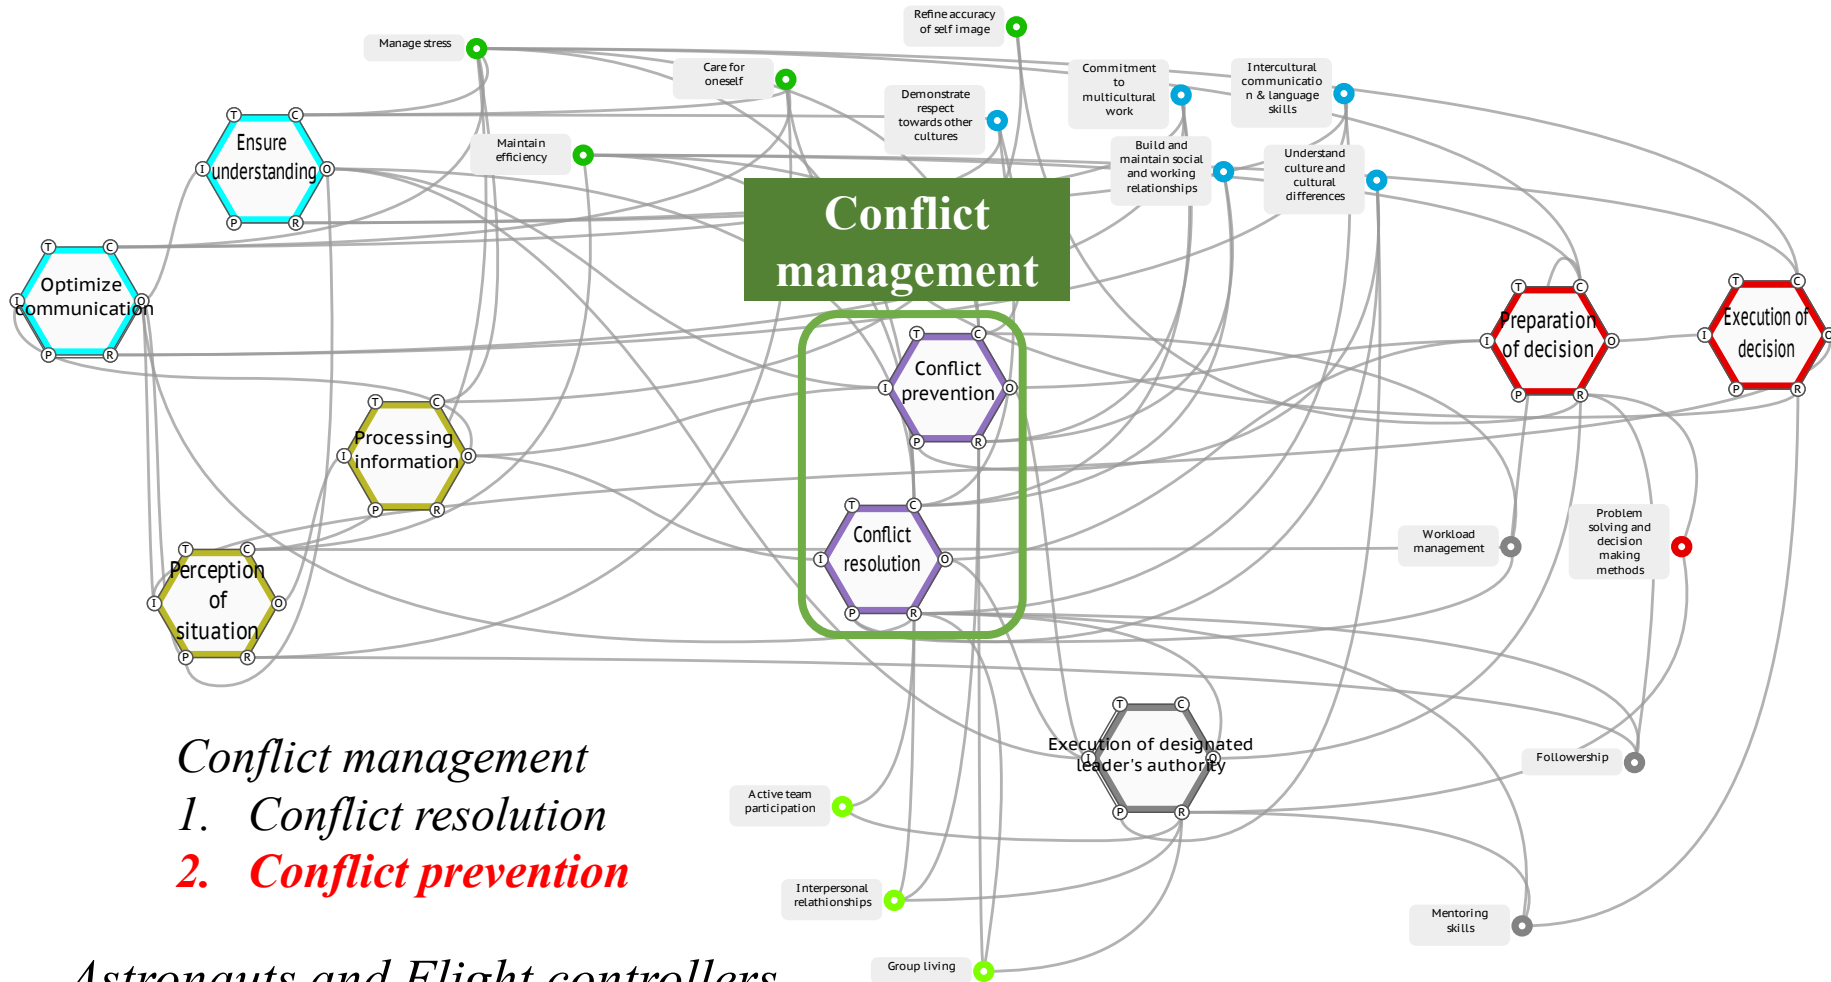 Refine accuracy
of self image
Manage stress
Care for
oneself
Commitment
to
multicultural
work
Intercultural
communicatio
n & language
skills
Demonstrate
respect
towards other
cultures
T C
Ensure
understanding
I O
P R
Maintain
efficiency
Build and
maintain social
and working
relationships
Understand
culture and
cultural
differences
Conflict
management
T C
Optimize
communication
I O
P R
T C
Conflict
prevention
I O
P R
T C
Preparation
of decision
I O
P R
T C
Execution of
decision
I O
P R
T C
Processing
information
I O
P R
T C
Conflict
resolution
I O
P R
Workload
management
Problem
solving and
decision
making
methods
T C
Perception
of
situation
I O
P R
T C
Execution of designated
leader's authority
I O
P R
Followership
Conflict management
1. Conflict resolution
2. Conflict prevention
Active team
participation
Interpersonal
relathionships
Mentoring
skills
Group living
Astronauts and Flight controllers